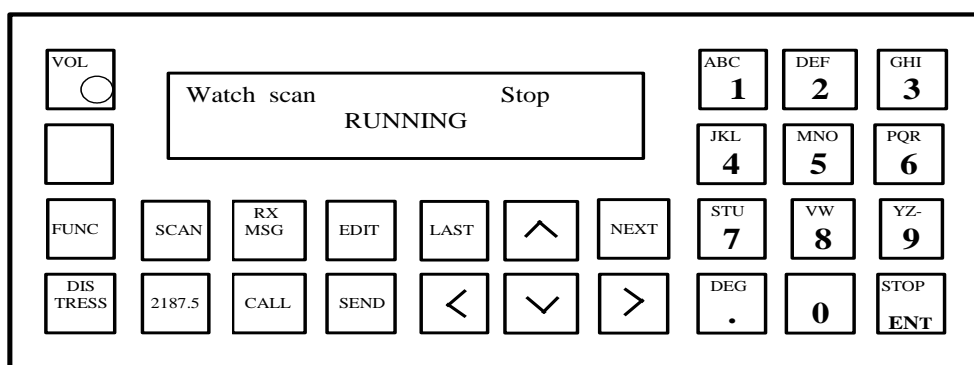 VOL
Watch scan Stop
RUNNING
ABC
1
DEF
2
GHI
3
JKL
4
MNO
5
PQR
6
FUNC
SCAN
RX
MSG
EDIT
LAST
NEXT
STU
7
VW
8
YZ-
9
DIS
TRESS
2187.5
CALL
SEND
DEG
.
0
STOP
ENT